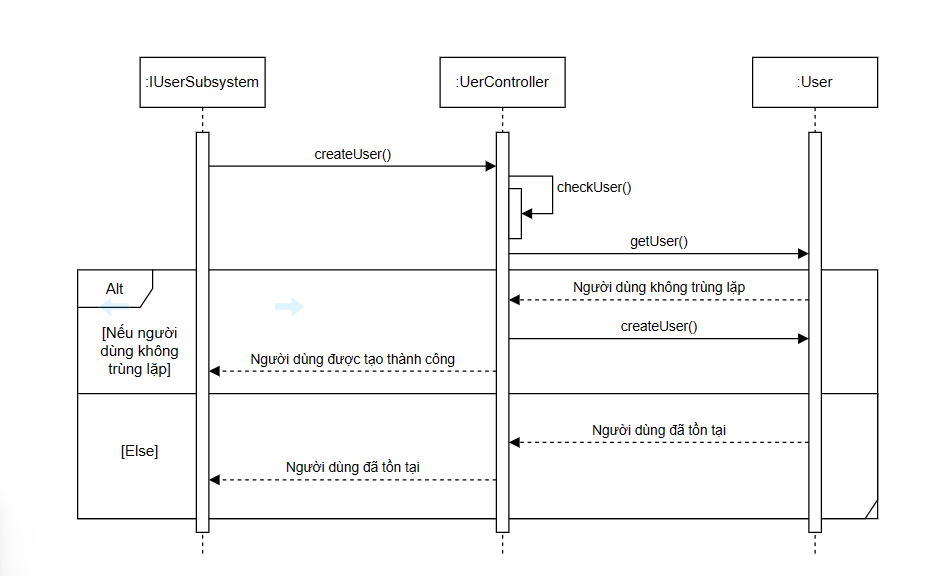 :IUserSubsystem
:UerController
:User
createUser()
checkUser()
getUser()
Alt
Người dùng không trùng lặp
createUser()
[Nếu người
dùng không
trùng lặp]
Người dùng được tạo thành công
Người dùng đã tồn tại
[Else]
Người dùng đã tồn tại